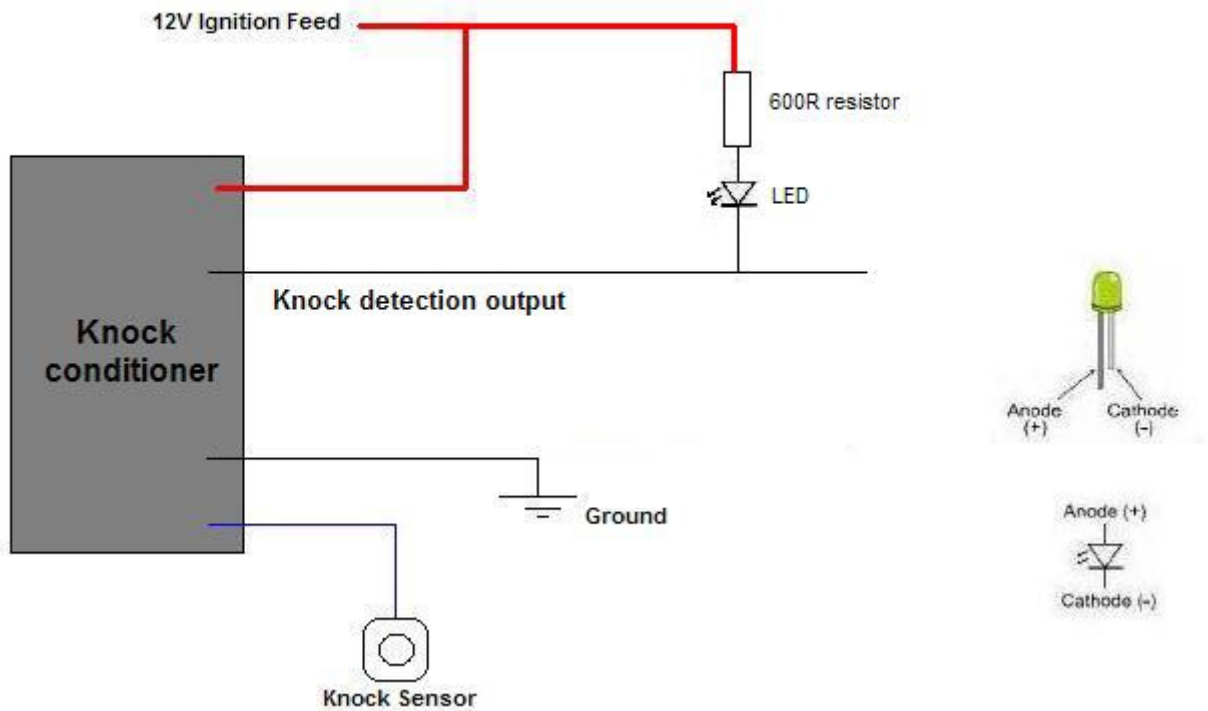 12V Ignition Feed
600R resistor
LED
Knock detection output
Knock
conditioner
Anode
(+)
Cathode
(-)
Ground
Anode (+)
Cathode (-)
Knock Sensor